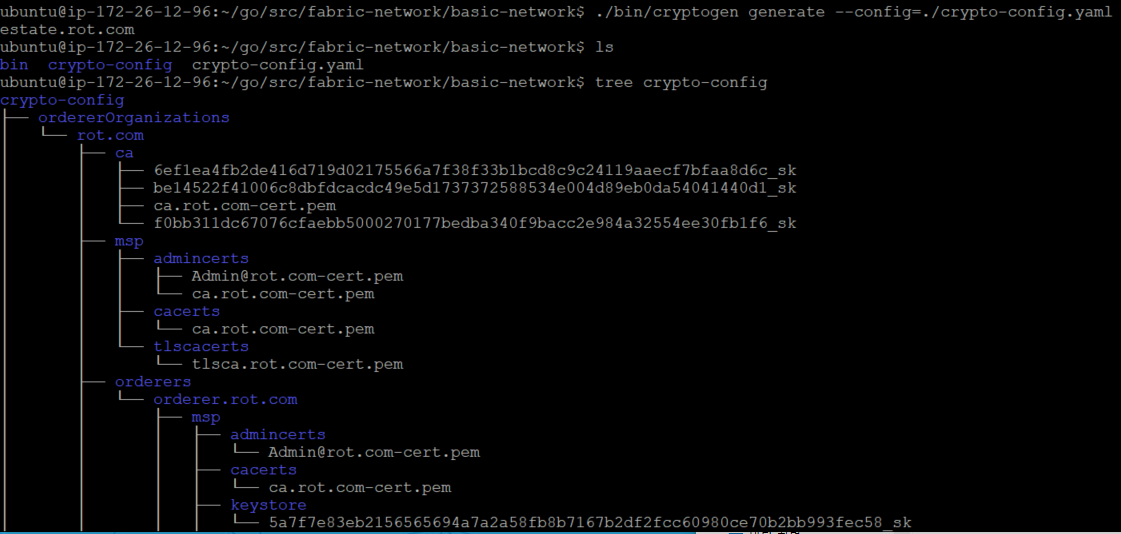 ubuntu@ip-172-26-12-96:~/go/src/fabric-network/basic-network$ ./bin/cryptogen generate --config=./crypto-config.yaml
estate.rot.com
ubuntu@ip-172-26-12-96:~/go/src/fabric-network/basic-network$ ls
bin crypto-config crypto-config.yaml
ubuntu@ip-172-26-12-96:~/go/src/fabric-network/basic-network$ tree crypto-config
crypto-config
├── ordererOrganizations
│   └── rot.com
│       ├── ca
│       │   ├── 6ef1ea4fb2de416d719d02175566a7f38f33b1bcd8c9c24119aaecf7bfaa8d6c_sk
│       │   ├── be14522f41006c8dbfdcacdc49e5d1737372588534e004d89eb0da54041440d1_sk
│       │   ├── ca.rot.com-cert.pem
│       │   └── f0bb311dc67076cfaebb5000270177bedba340f9bacc2e984a32554ee30fb1f6_sk
│       ├── msp
│       │   ├── admincerts
│       │   │   ├── Admin@rot.com-cert.pem
│       │   │   └── ca.rot.com-cert.pem
│       │   ├── cacerts
│       │   │   └── ca.rot.com-cert.pem
│       │   └── tlscacerts
│       │       └── tlsca.rot.com-cert.pem
│       ├── orderers
│       │   └── orderer.rot.com
│       │       ├── msp
│       │       │   ├── admincerts
│       │       │   │   └── Admin@rot.com-cert.pem
│       │       │   ├── cacerts
│       │       │   │   └── ca.rot.com-cert.pem
│       │       │   ├── keystore
│       │       │   │   └── 5a7f7e83eb2156565694a7a2a58fb8b7167b2df2fcc60980ce70b2bb993fec58_sk